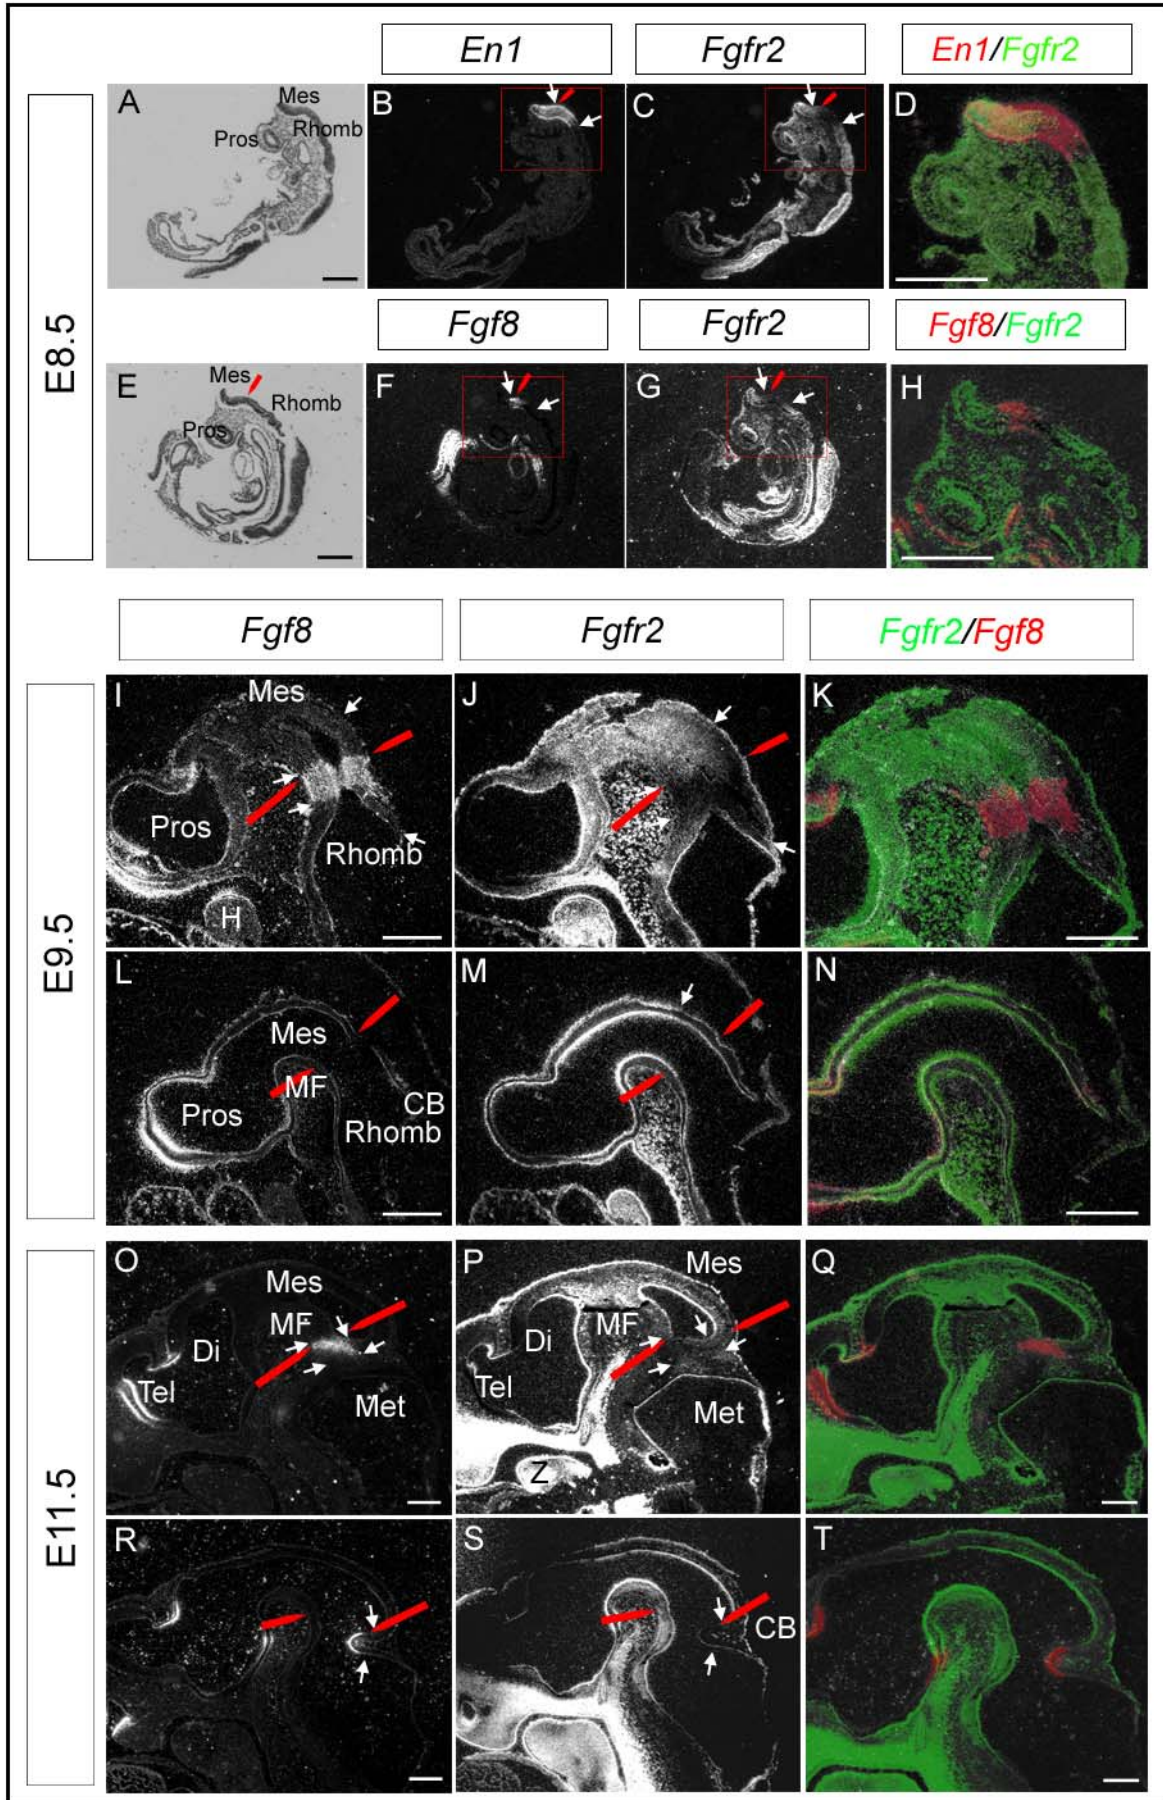 En1
Fgfr2
En1/Fgfr2
E8.5
A
Mes
Pros
Rhomb
B
C
D
Fgf8
Fgfr2
Fgf8/Fgfr2
E
Mes
Rhomb
Pros
F
G
H
Fgf8
Fgfr2
Fgfr2/Fgf8
E9.5
I
Mes
Pros
Rhomb
H
J
K
L
Mes
MF
Pros
CB
Rhomb
M
N
E11.5
O
Mes
MF
Di
Tel
Met
P
Mes
MF
Di
Tel
Met
Z
Q
R
S
CB
T